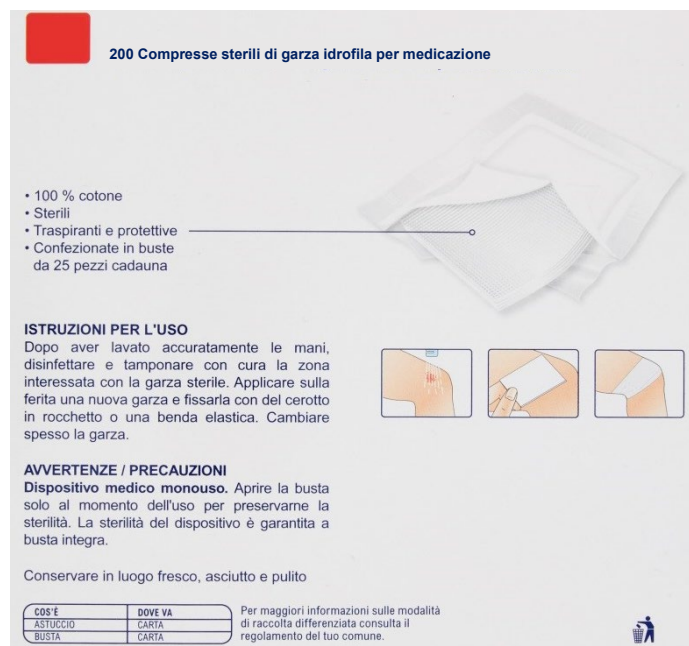 200 Compresse sterili di garza idrofila per medicazione
• 100 % cotone
• Sterili
• Traspiranti e protettive
• Confezionate in buste
da 25 pezzi cadauna
ISTRUZIONI PER L'USO
Dopo aver lavato accuratamente le mani,
disinfettare e tamponare con cura la zona
interessata con la garza sterile. Applicare sulla
ferita una nuova garza e fissarla con del cerotto
in rocchetto o una benda elastica. Cambiare
spesso la garza.
AVVERTENZE / PRECAUZIONI
Dispositivo medico monouso. Aprire la busta
solo al momento dell'uso per preservarne la
sterilità. La sterilità del dispositivo è garantita a
busta integra.
Conservare in luogo fresco, asciutto e pulito
COS'È DOVE VA
ASTUCCIO CARTA
BUSTA CARTA
Per maggiori informazioni sulle modalità
di raccolta differenziata consulta il
regolamento del tuo comune.